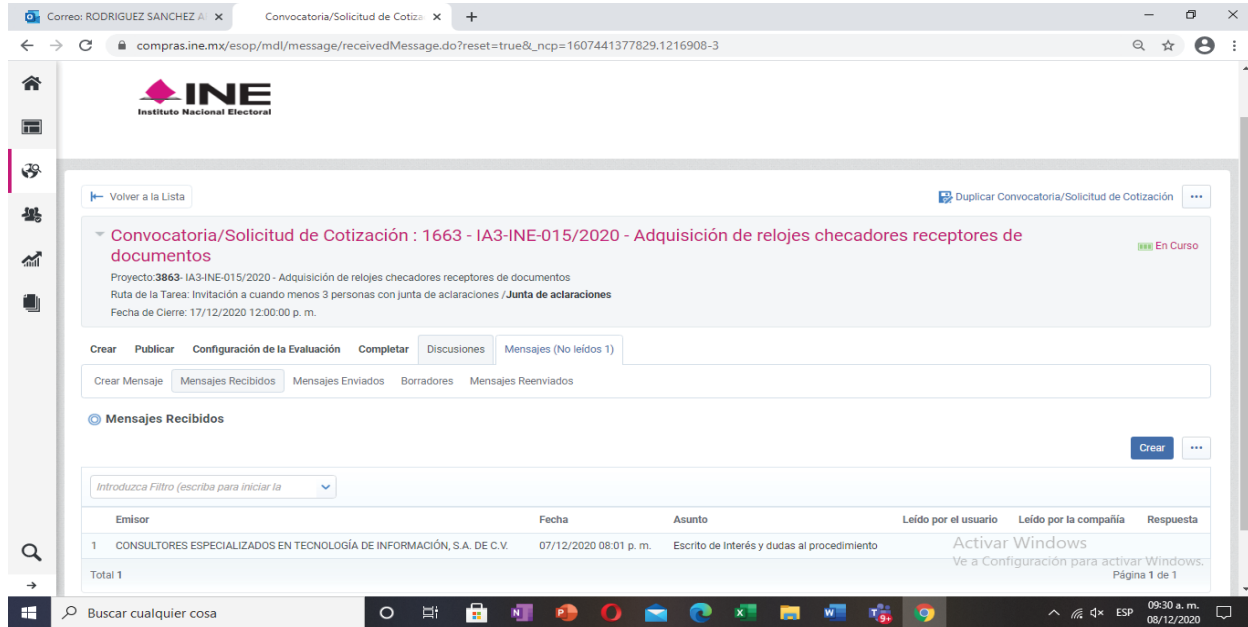 Correo: RODRIGUEZ SANCHEZ A
Convocatoria/Solicitud de Cotiza
compras.ine.mx/esop/mdl/message/receivedMessage.do?reset=true&_ncp=1607441377829.1216908-3
INE
Instituto Nacional Electoral
Volver a la Lista
Duplicar Convocatoria/Solicitud de Cotización
Convocatoria/Solicitud de Cotización : 1663 - IA3-INE-015/2020 - Adquisición de relojes checadores receptores de
documentos
En Curso
Proyecto:3863- IA3-INE-015/2020 - Adquisición de relojes checadores receptores de documentos
Ruta de la Tarea: Invitación a cuando menos 3 personas con junta de aclaraciones /Junta de aclaraciones
Fecha de Cierre: 17/12/2020 12:00:00 p. m.
Crear Publicar Configuración de la Evaluación Completar Discusiones Mensajes (No leídos 1)
Crear Mensaje Mensajes Recibidos Mensajes Enviados Borradores Mensajes Reenviados
Mensajes Recibidos
Crear
Introduzca Filtro (escriba para iniciar la
Emisor Fecha Asunto Leído por el usuario Leído por la compañía Respuesta
1 CONSULTORES ESPECIALIZADOS EN TECNOLOGÍA DE INFORMACIÓN, S.A. DE C.V. 07/12/2020 08:01 p. m. Escrito de Interés y dudas al procedimiento
Activar Windows
Ve a Configuración para activar Windows.
Total 1 Página 1 de 1
Buscar cualquier cosa
ESP
09:30 a. m.
08/12/2020